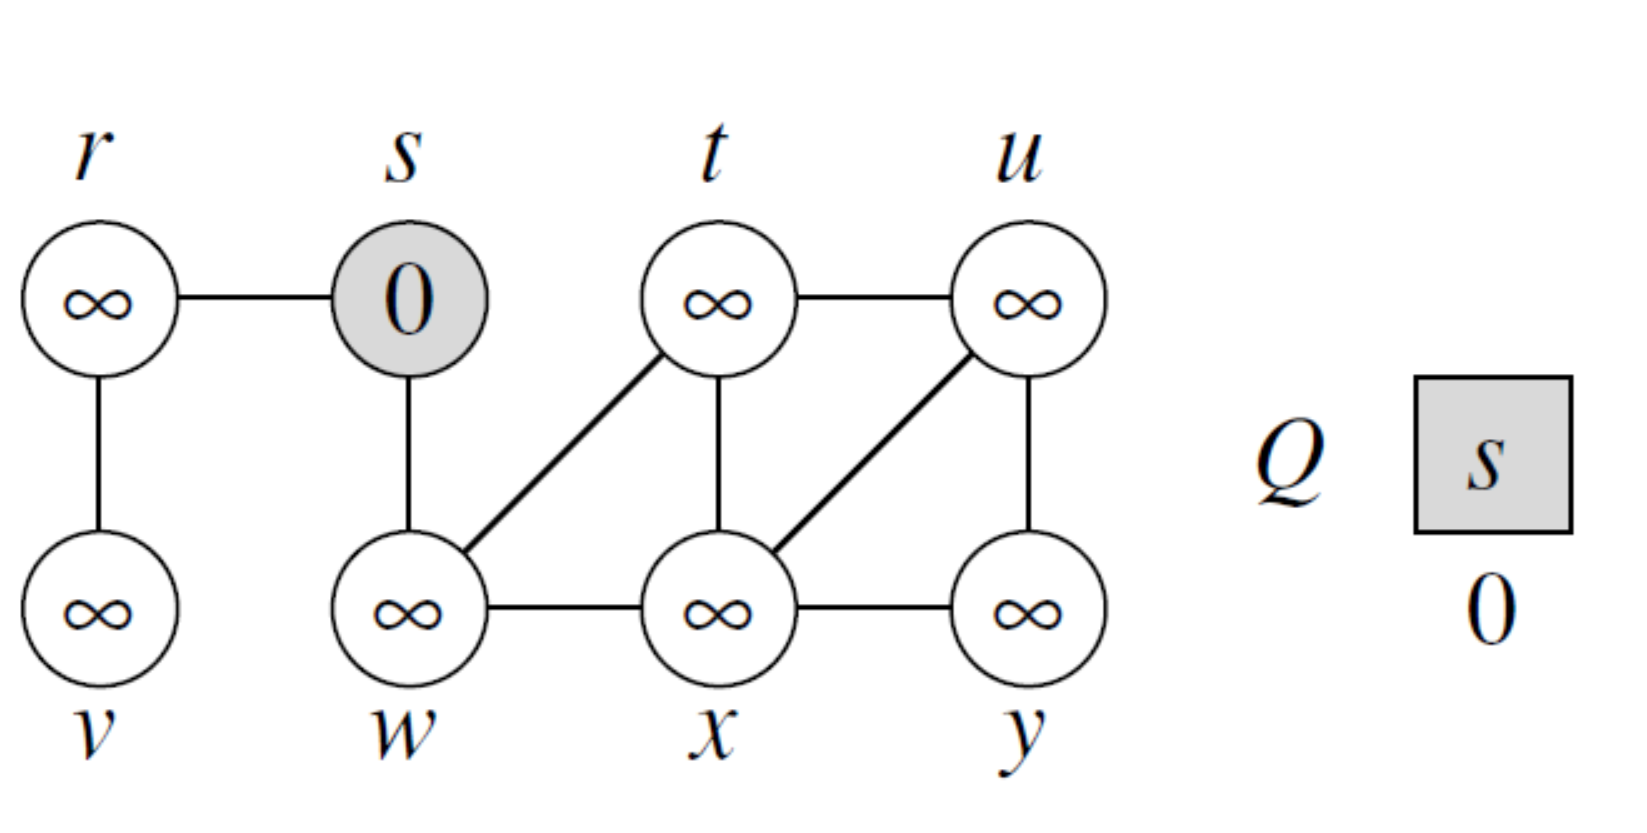 r s t u
∞ 0 ∞ ∞
Q s
∞ ∞ ∞ ∞
0
v w x y